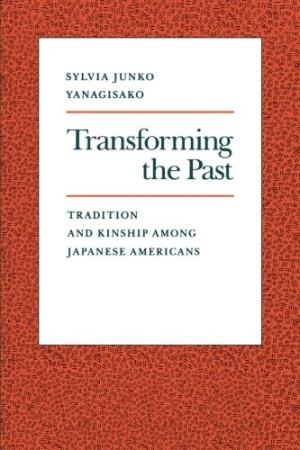 SYLVIA JUNKO
YANAGISAKO
Transforming
the Past
TRADITION
AND KINSHIP AMONG
JAPANESE AMERICANS